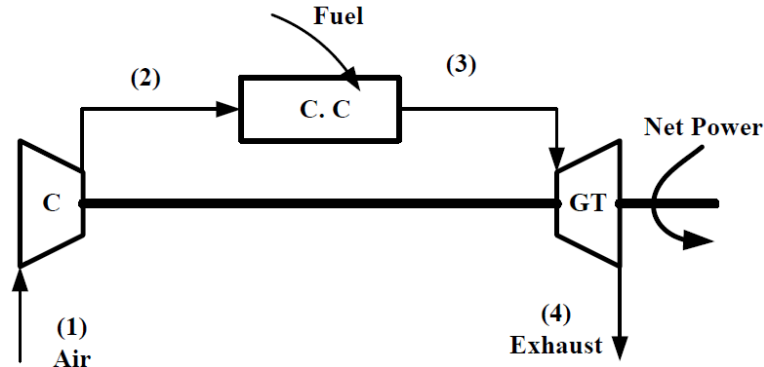 Fuel
(2)
C. C
(3)
Net Power
C
GT
(1)
Air
(4)
Exhaust